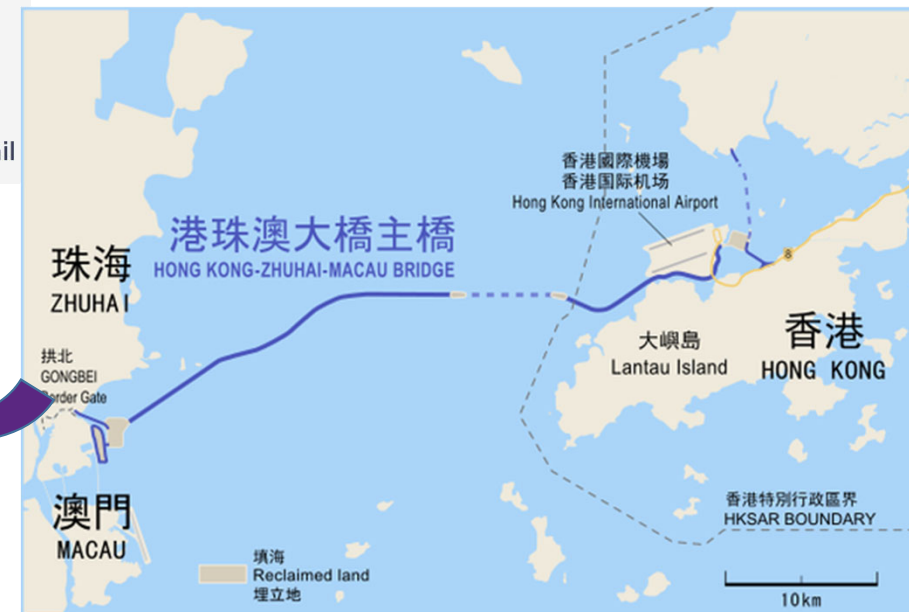 香港國際機場
香港国际机场
Hong Kong International Airport
港珠澳大橋主橋
HONG KONG-ZHUHAI-MACAU BRIDGE
珠海
ZHUHAI
8
大嶼島
Lantau Island
香港
HONG KONG
拱北
GONGBEI
Border Gate
澳門
MACAU
香港特別行政區界
HKSAR BOUNDARY
填海
Reclaimed land
埋立地
10km